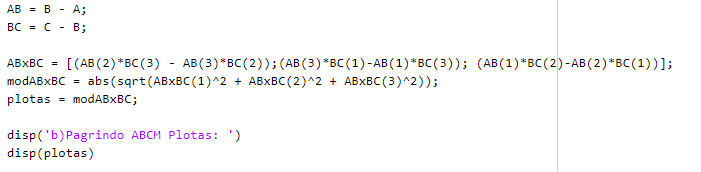 AB = B - A;
BC = C - B;
ABxBC = [(AB(2)*BC(3) - AB(3)*BC(2));(AB(3)*BC(1)-AB(1)*BC(3)); (AB(1)*BC(2)-AB(2)*BC(1))];
modABxBC = abs(sqrt(ABxBC(1)^2 + ABxBC(2)^2 + ABxBC(3)^2));
plotas = modABxBC;
disp('b)Pagrindo ABCM Plotas: ')
disp(plotas)